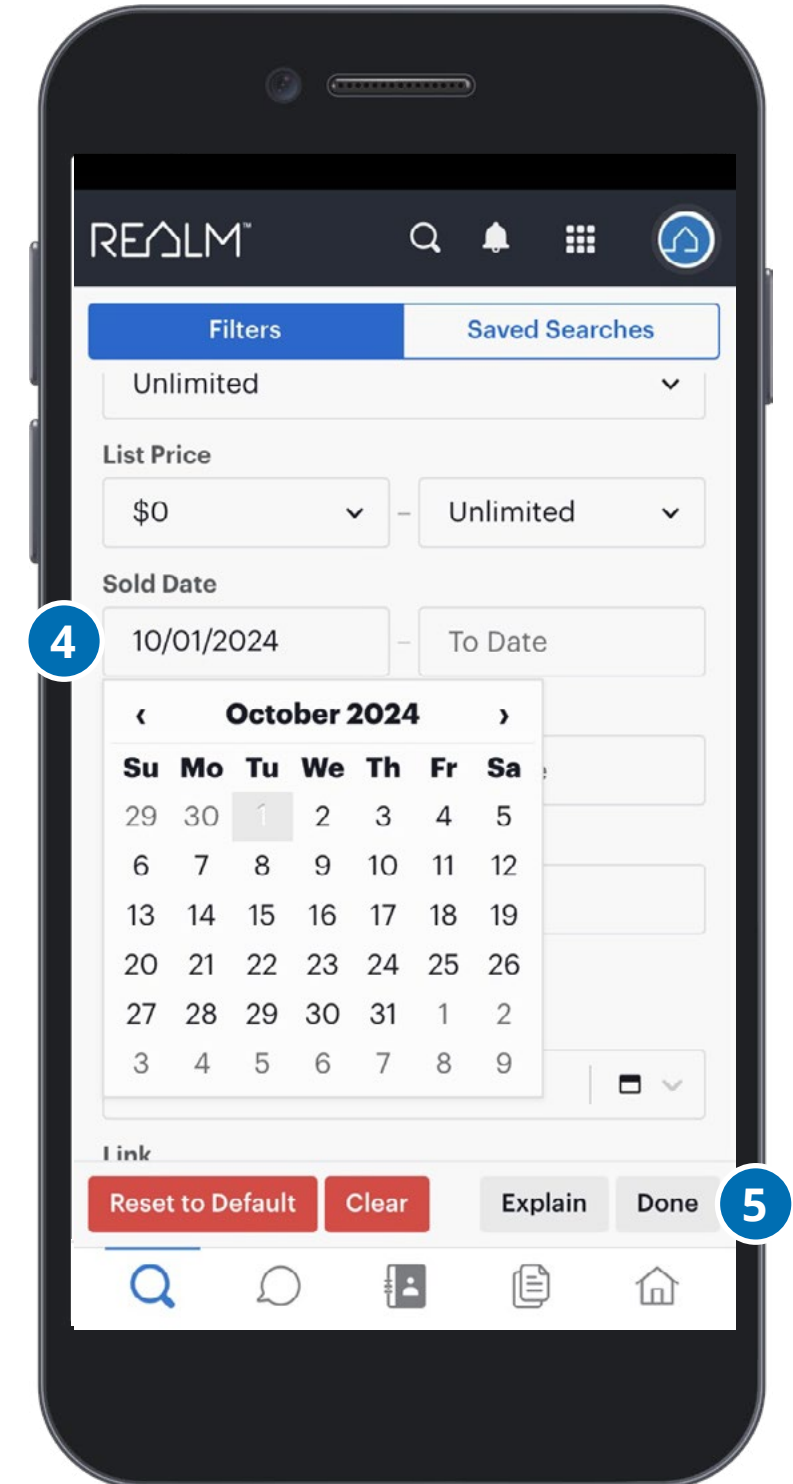 REALM™
Filters Saved Searches
Unlimited
List Price
$0 – Unlimited
Sold Date
4 10/01/2024 – To Date
‹ October 2024 ›
Su Mo Tu We Th Fr Sa
29 30 1 2 3 4 5
6 7 8 9 10 11 12
13 14 15 16 17 18 19
20 21 22 23 24 25 26
27 28 29 30 31 1 2
3 4 5 6 7 8 9
Link
Reset to Default Clear Explain Done 5